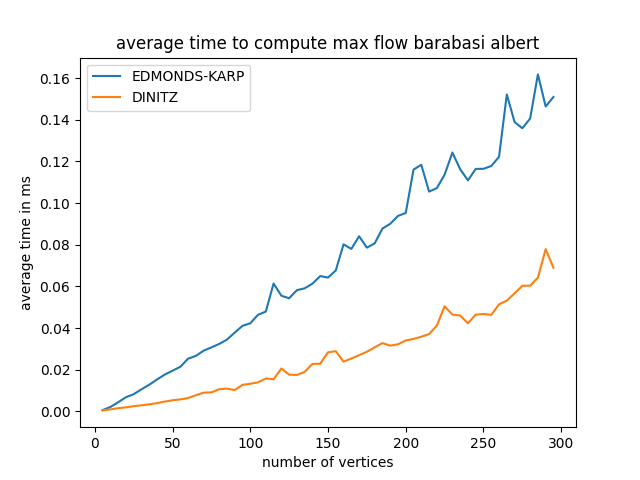 average time to compute max flow barabasi albert
EDMONDS-KARP
DINITZ
average time in ms
0.16
0.14
0.12
0.10
0.08
0.06
0.04
0.02
0.00
0 50 100 150 200 250 300
number of vertices